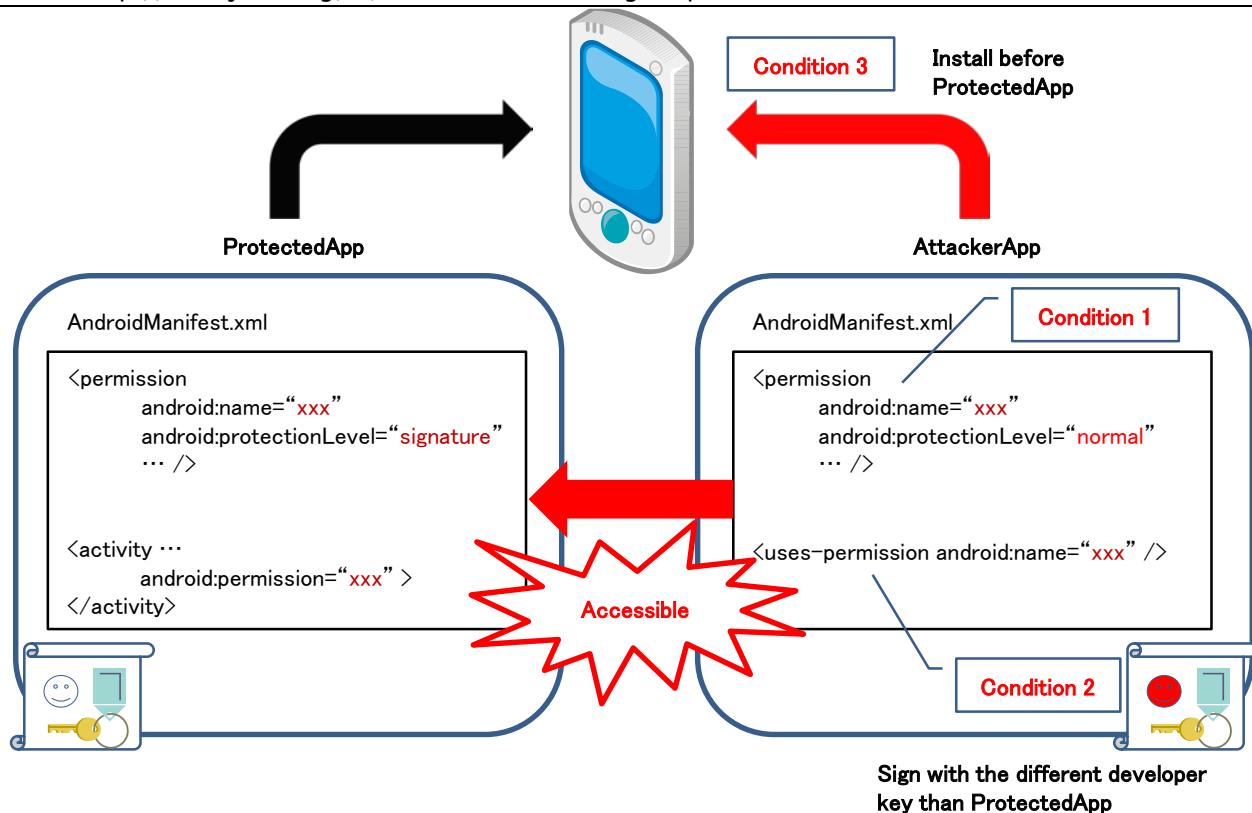 Condition 3
Install before
ProtectedApp
ProtectedApp
AttackerApp
AndroidManifest.xml
<permission
android:name=“xxx”
android:protectionLevel=“signature”
… />
<activity …
android:permission=“xxx” >
</activity>
AndroidManifest.xml
Condition 1
<permission
android:name=“xxx”
android:protectionLevel=“normal”
… />
<uses-permission android:name=“xxx” />
Accessible
Condition 2
Sign with the different developer
key than ProtectedApp